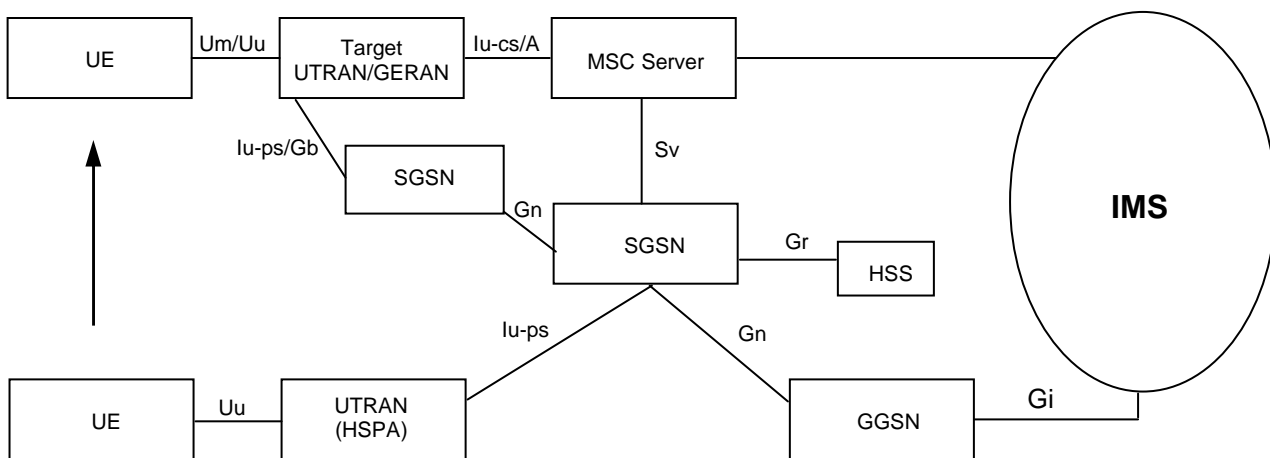 UE
Um/Uu
Target
UTRAN/GERAN
Iu-cs/A
MSC Server
Iu-ps/Gb
SGSN
Gn
Sv
SGSN
Gr
HSS
IMS
Iu-ps
Gn
UE
Uu
UTRAN
(HSPA)
GGSN
Gi